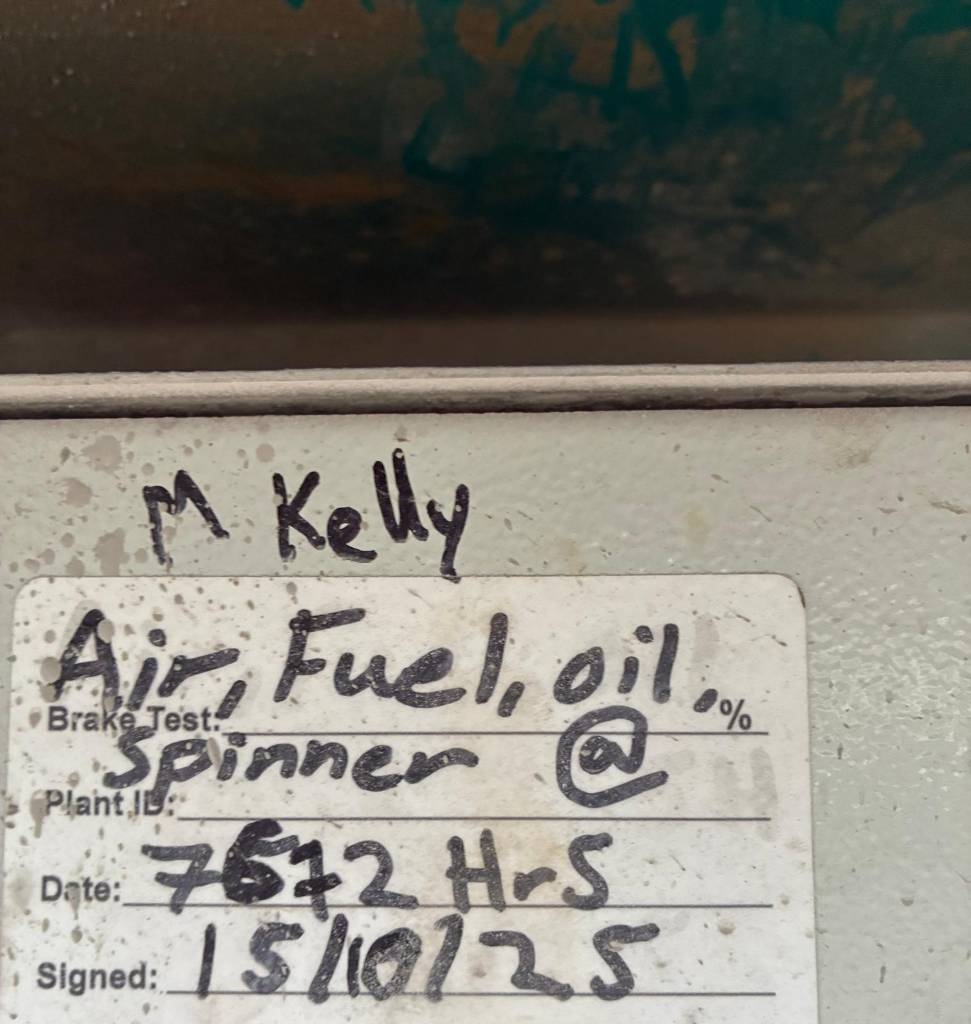 M Kelly
Air, Fuel, oil,
Brake Test: %
spinner @
Plant ID:
7672 Hrs
Date:
15/10/25
Signed: